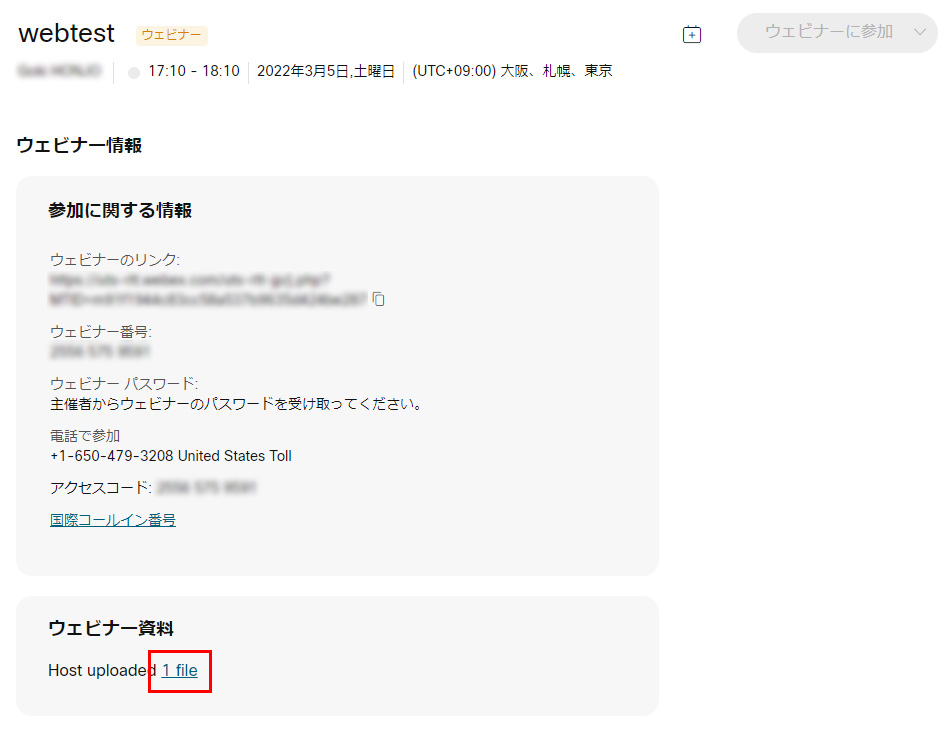 webtest ウェビナー
ウェビナーに参加
17:10 - 18:10 2022年3月5日,土曜日 (UTC+09:00) 大阪、札幌、東京
ウェビナー情報
参加に関する情報
ウェビナーのリンク:
ウェビナー番号:
ウェビナー パスワード:
主催者からウェビナーのパスワードを受け取ってください。
電話で参加
+1-650-479-3208 United States Toll
アクセスコード:
国際コールイン番号
ウェビナー資料
Host uploaded 1 file